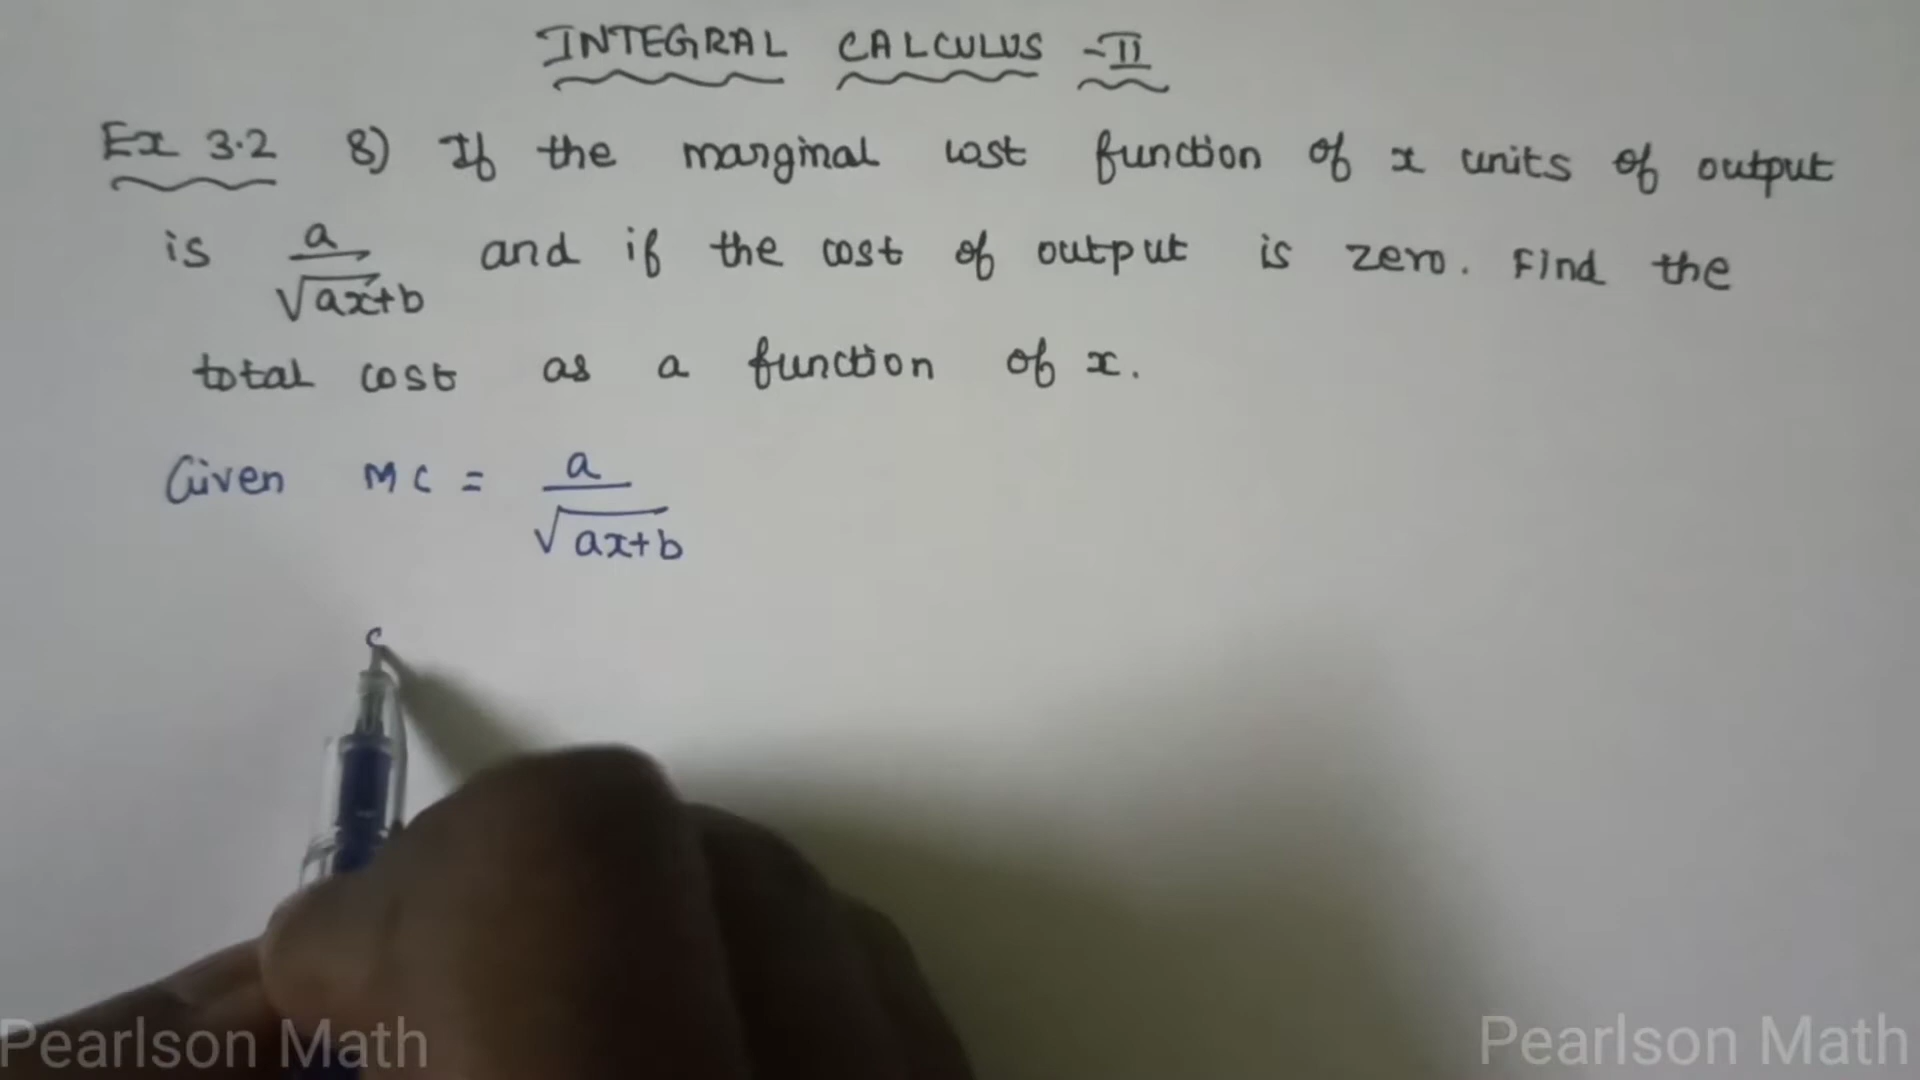 INTEGRAL CALCULUS -II
Ex 3.2 8) If the marginal cost function of x units of output
is a/√ax+b and if the cost of output is zero. Find the
total cost as a function of x.
Given MC = a/√ax+b
C
Pearlson Math Pearlson Math